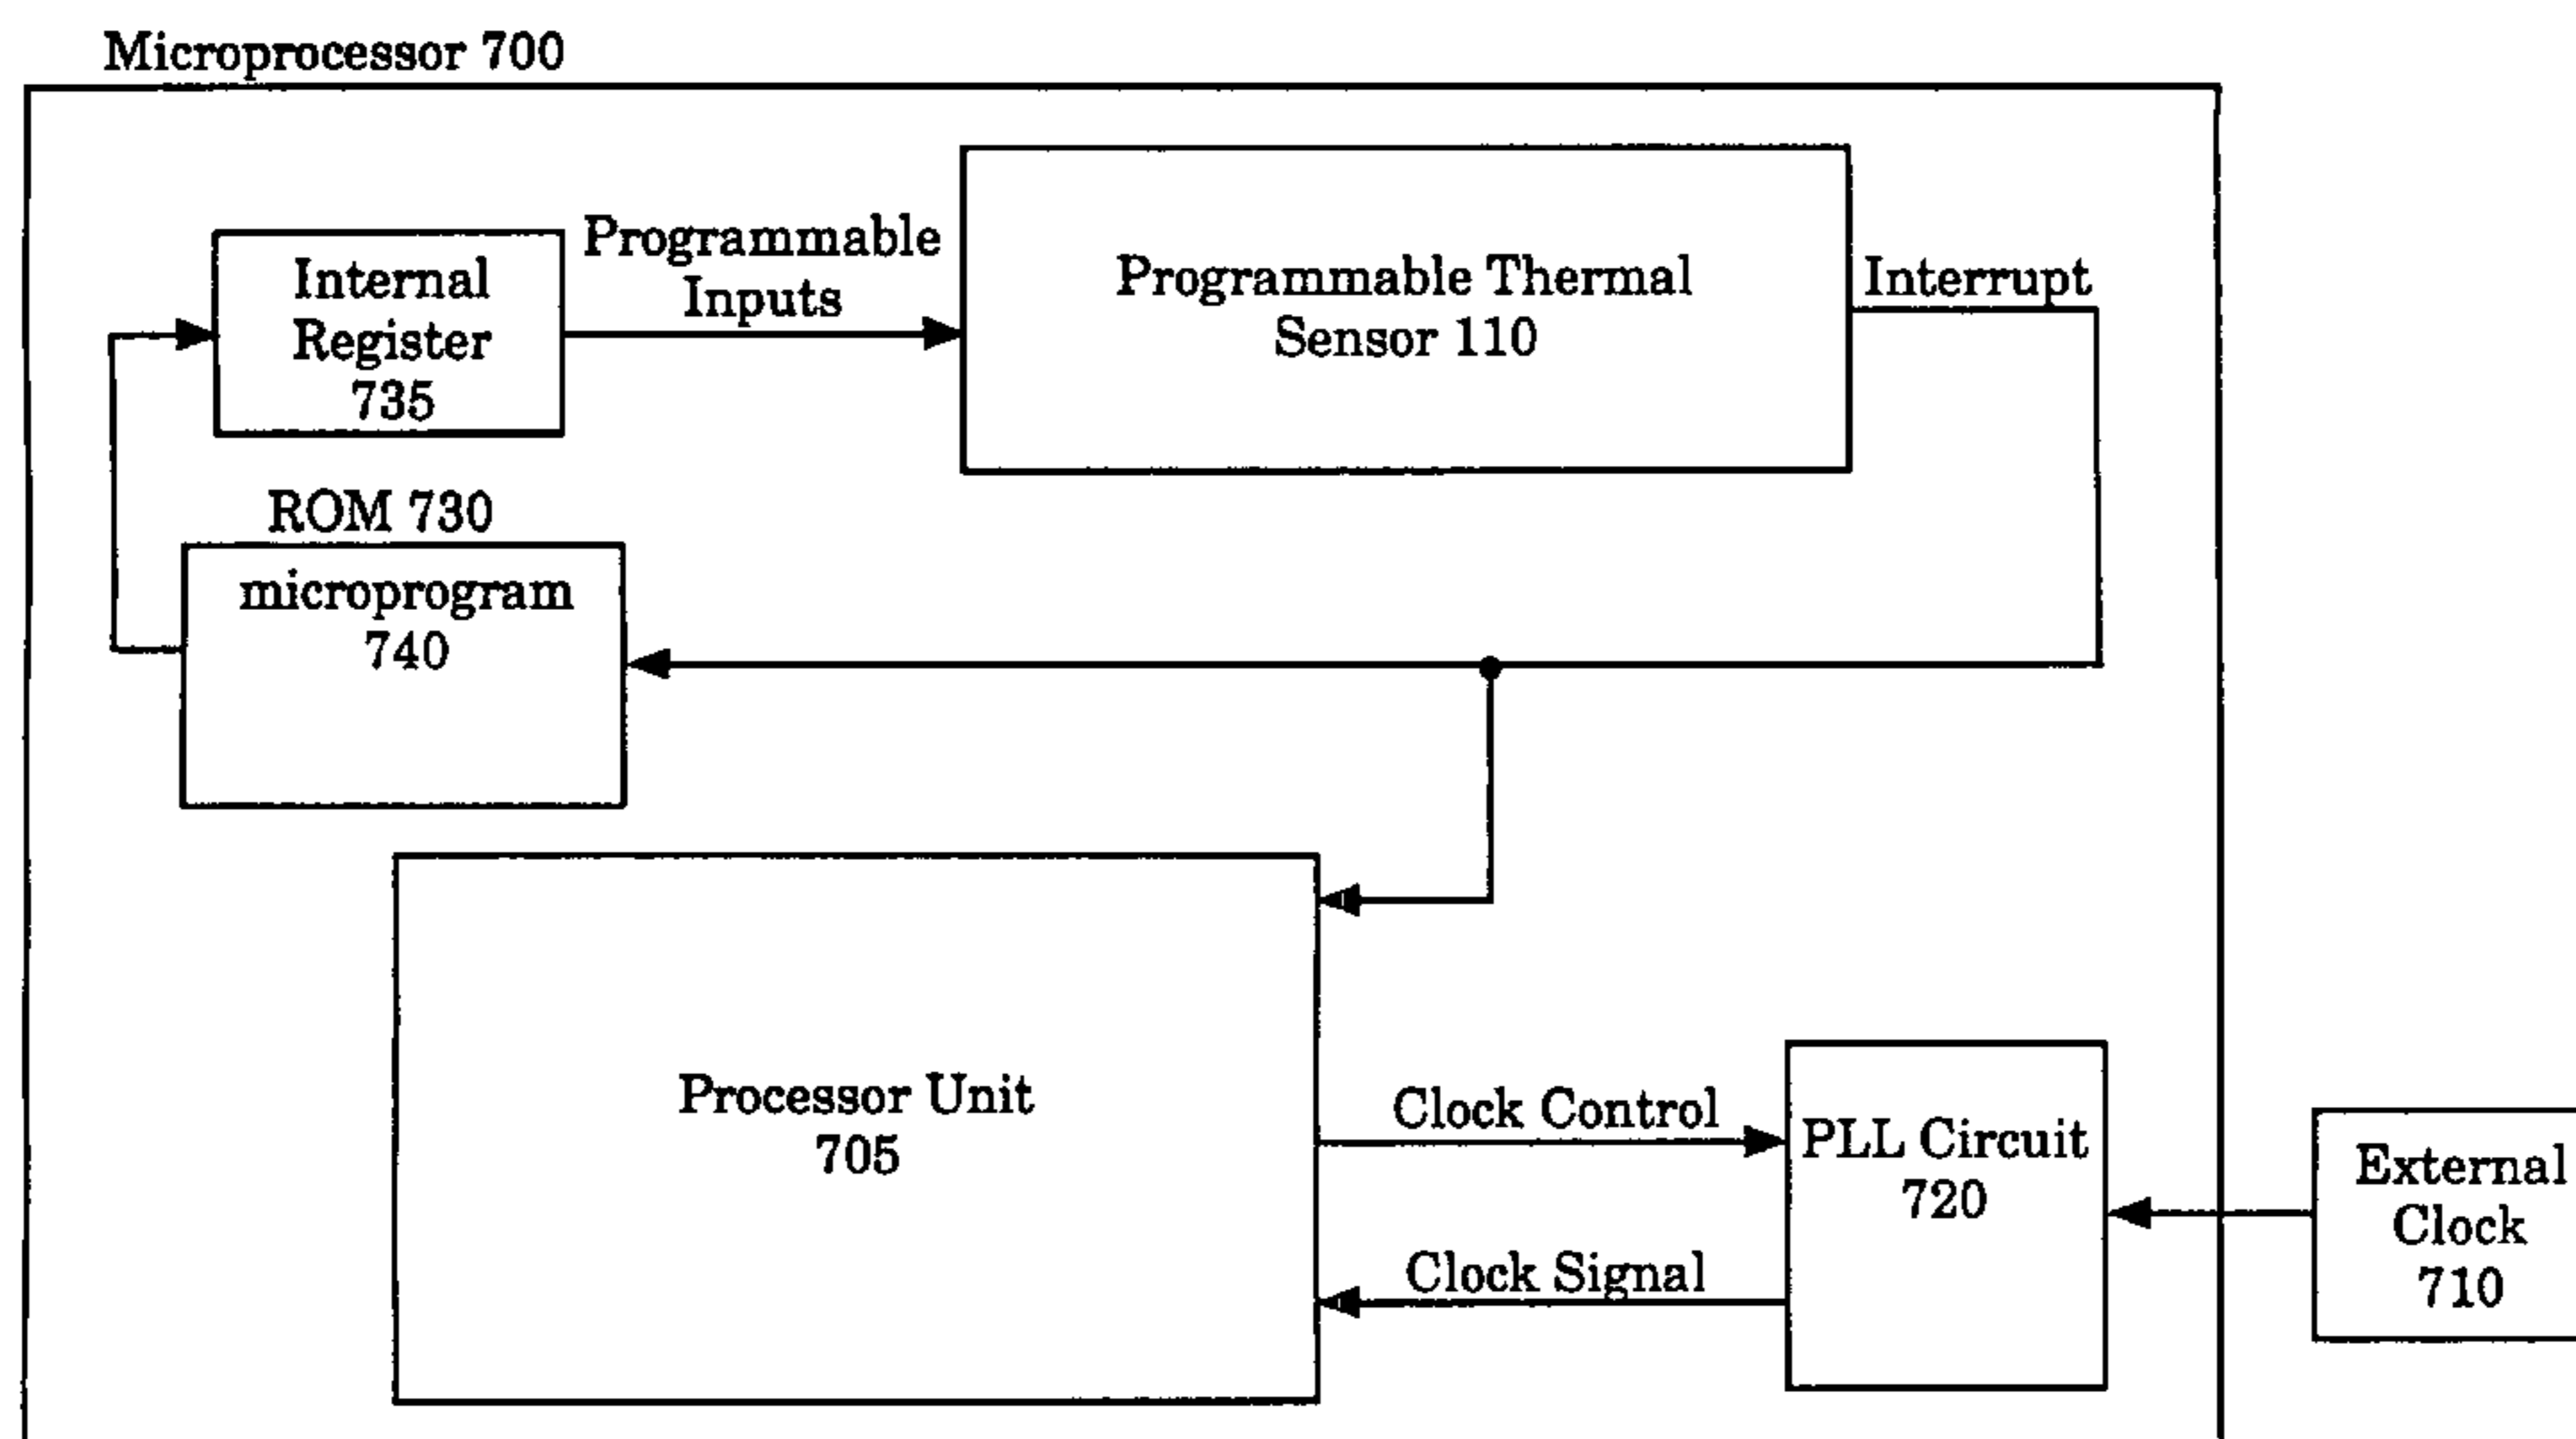 Microprocessor 700
Internal
Register
735
Programmable
Inputs
Programmable Thermal
Sensor 110
Interrupt
ROM 730
microprogram
740
Processor Unit
705
Clock Control
Clock Signal
PLL Circuit
720
External
Clock
710